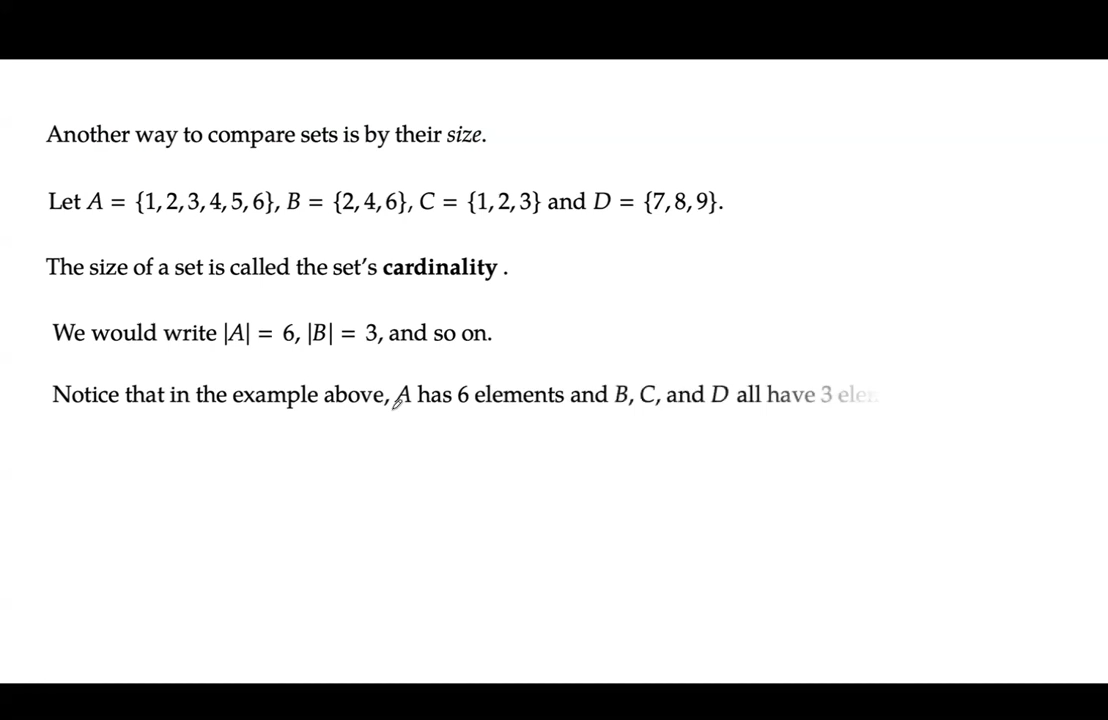 Another way to compare sets is by their size.
Let A = {1, 2, 3, 4, 5, 6}, B = {2, 4, 6}, C = {1, 2, 3} and D = {7, 8, 9}.
The size of a set is called the set's cardinality .
We would write |A| = 6, |B| = 3, and so on.
Notice that in the example above, A has 6 elements and B, C, and D all have 3